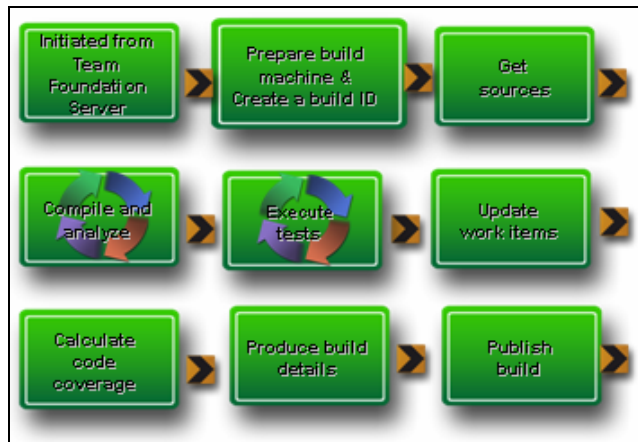 Initiated from
Team
Foundation
Server
Prepare build
machine &
Create a build ID
Get
sources
Compile and
analyze
Execute
tests
Update
work items
Calculate
code
coverage
Produce build
details
Publish
build